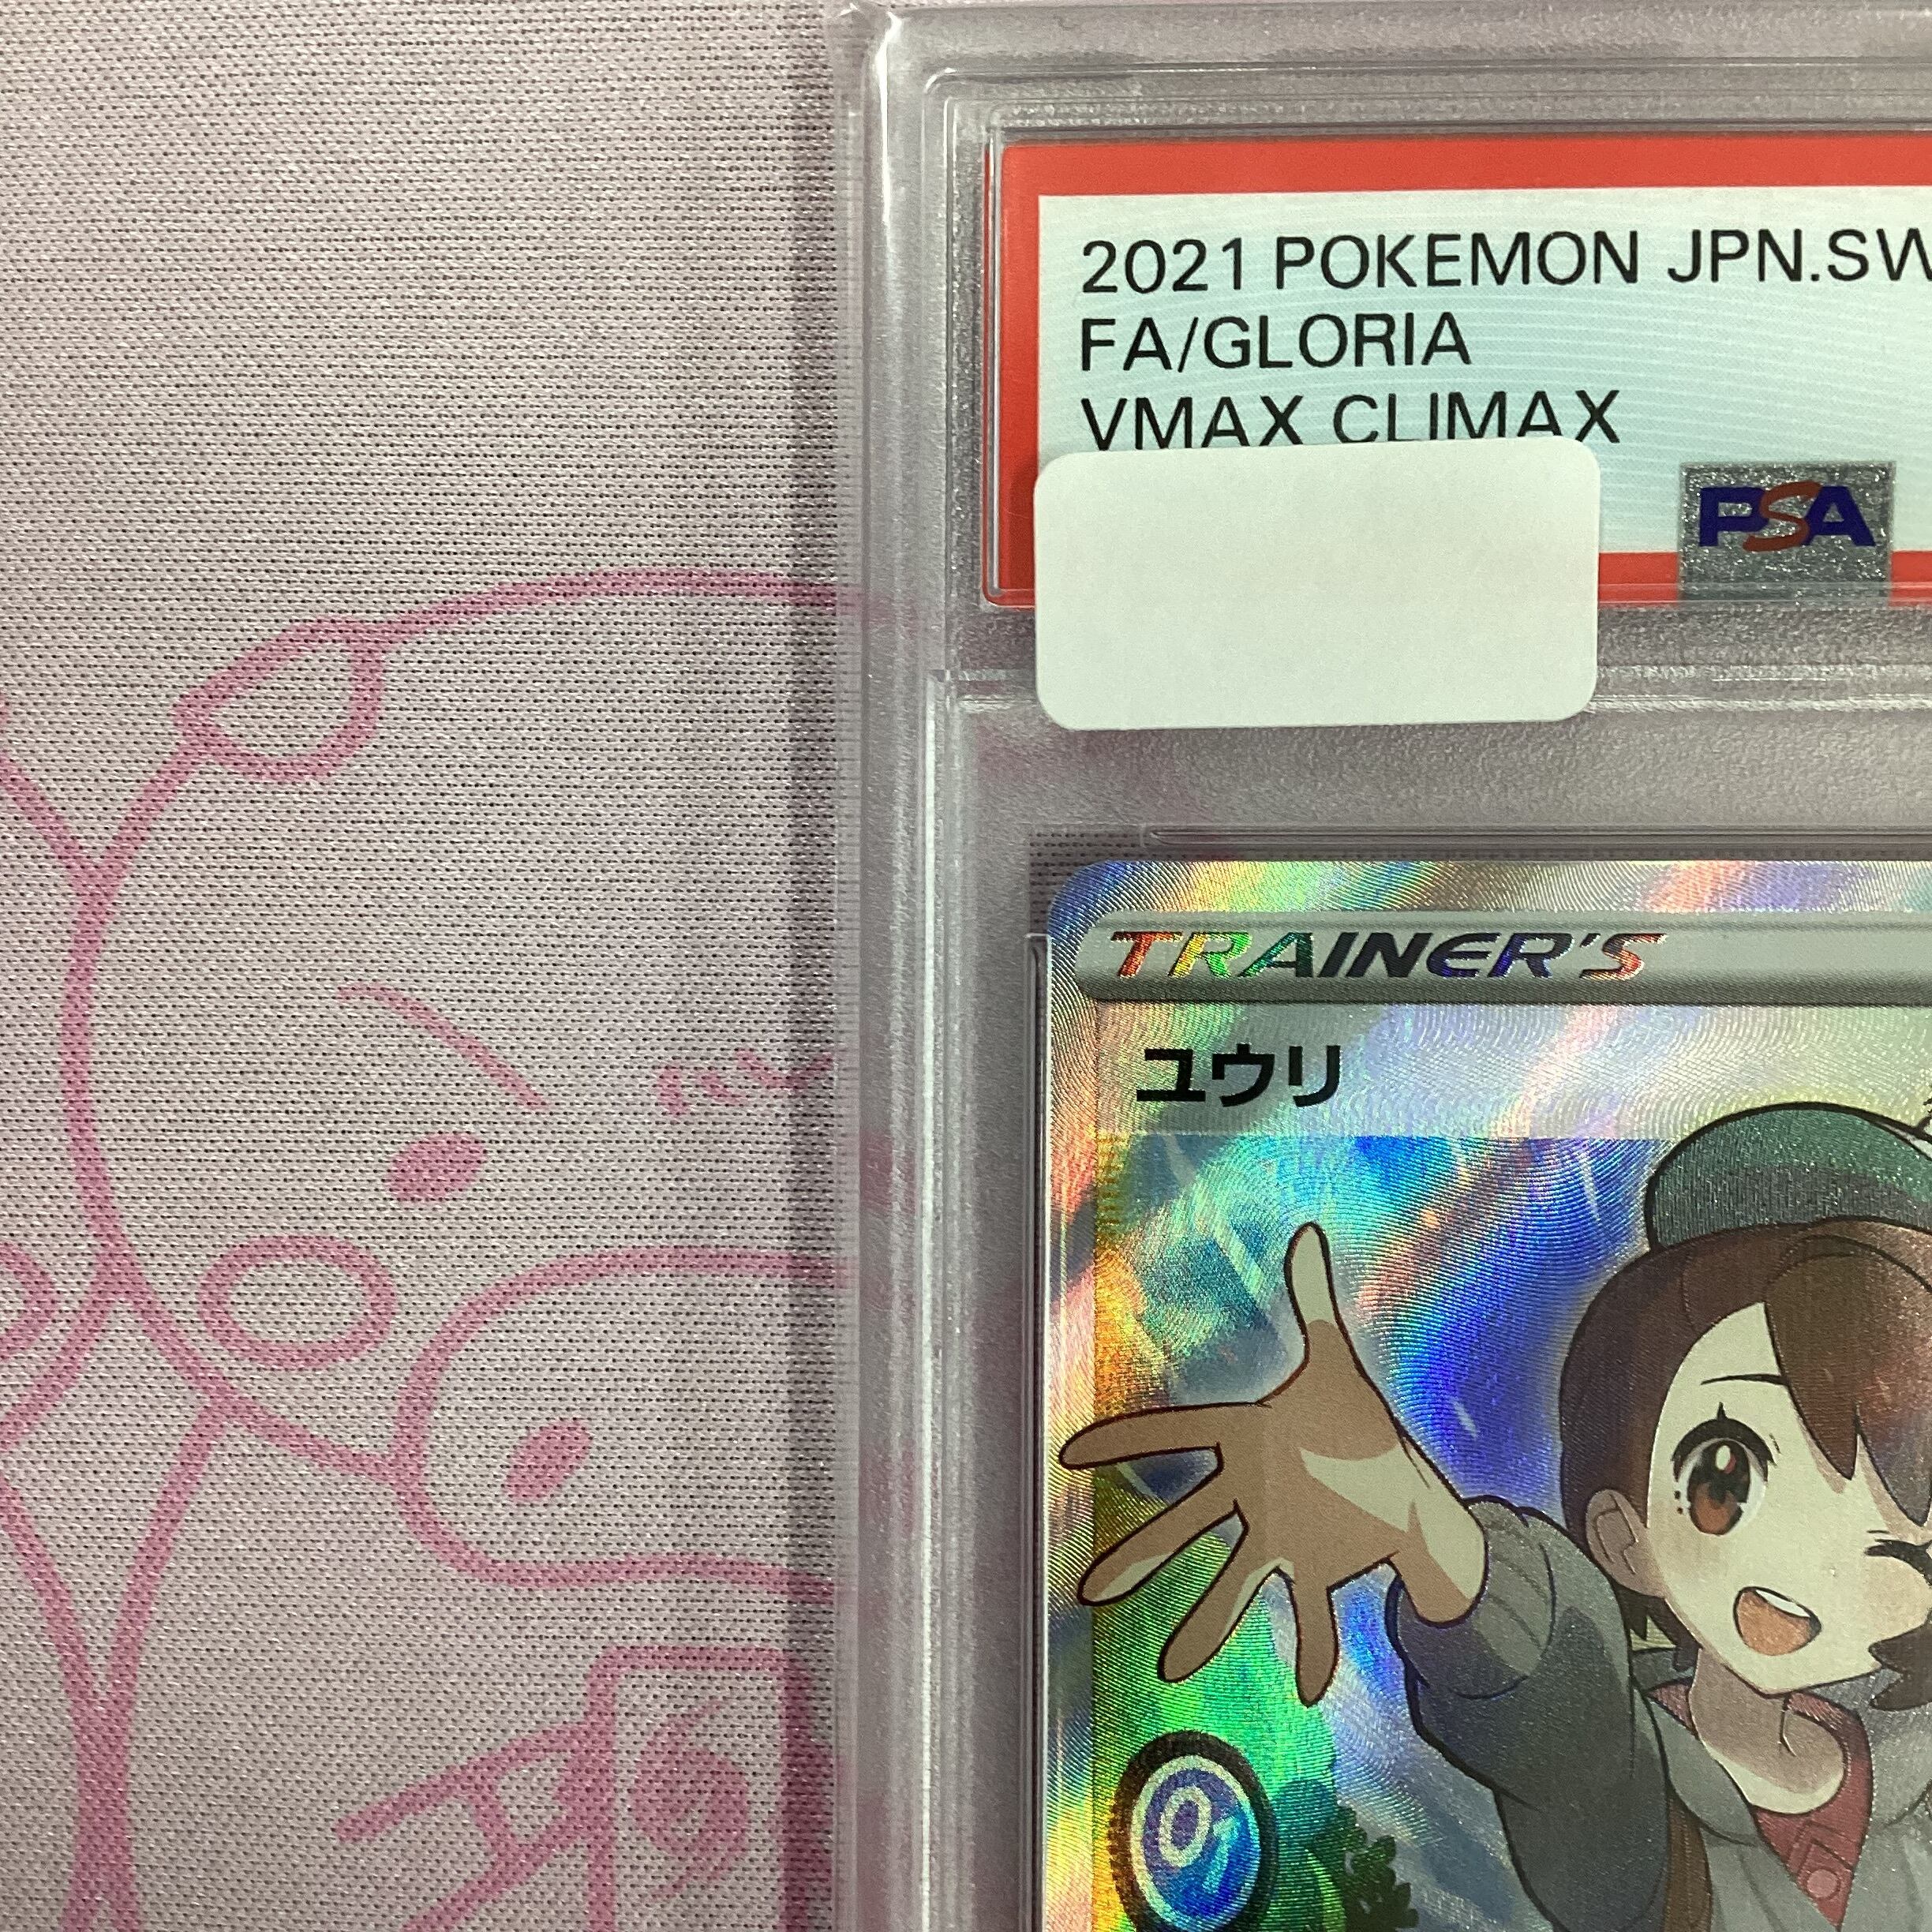 2021 POKEMON JPN.SW
FA/GLORIA
VMAX CLIMAX
PSA
TRAINER'S
ユウリ